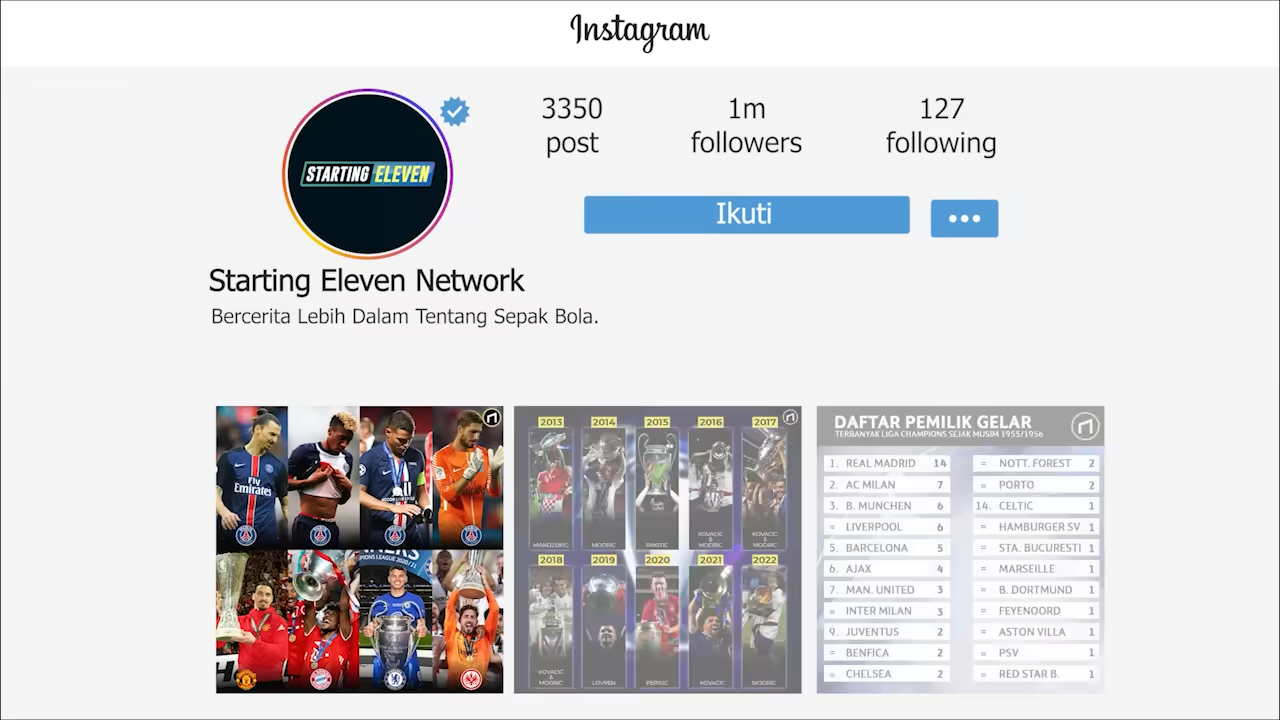 Instagram
3350
post
1m
followers
127
following
STARTING ELEVEN
Ikuti
Starting Eleven Network
Bercerita Lebih Dalam Tentang Sepak Bola.
Fly
Emirates
2013
2014
2015
2016
2017
MANDZUKIC
MODRIC
RAKITIC
KOVACIC
&
MODRIC
KOVACIC
&
MODRIC
2018
2019
2020
2021
2022
KOVACIC
&
MODRIC
LOVREN
PERISIC
KOVACIC
MODRIC
DAFTAR PEMILIK GELAR
TERBANYAK LIGA CHAMPIONS SEJAK MUSIM 1955/1956
1. REAL MADRID 14
2. AC MILAN 7
3. B. MUNCHEN 6
= LIVERPOOL 6
5. BARCELONA 5
6. AJAX 4
7. MAN. UNITED 3
= INTER MILAN 3
9. JUVENTUS 2
= BENFICA 2
= CHELSEA 2
= NOTT. FOREST 2
= PORTO 2
14. CELTIC 1
= HAMBURGER SV 1
= STA. BUCURESTI 1
= MARSEILLE 1
= B. DORTMUND 1
= FEYENOORD 1
= ASTON VILLA 1
= PSV 1
= RED STAR B. 1